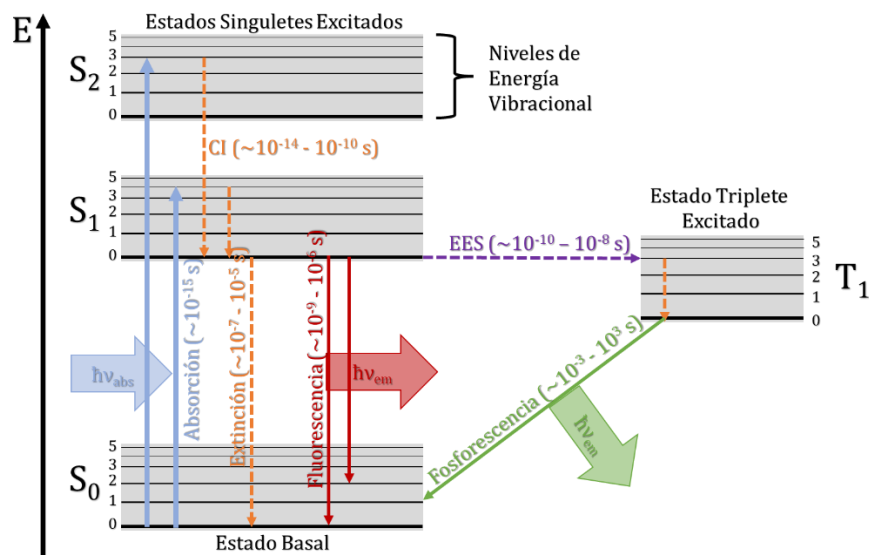 E
Estados Singuletes Excitados
S2
5
3
2
1
0
Niveles de
Energía
Vibracional
CI (~10-14 - 10-10 s)
S1
5
3
2
1
0
EES (~10-10 – 10-8 s)
Estado Triplete
Excitado
5
3
2
1
0
T1
ħνabs
Absorción (~10-15 s)
Extinción (~10-7 - 10-5 s)
Fluorescencia (~10-9 - 10-6 s)
ħνem
Fosforescencia (~10-3 - 103 s)
ħνem
S0
5
3
2
1
0
Estado Basal